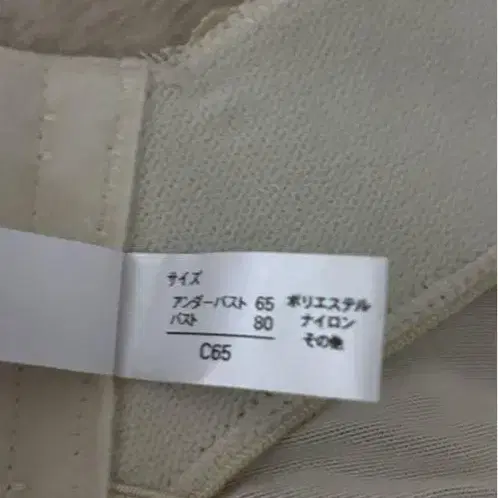 サイズ
アンダーバスト 65
バスト 80
C65
ポリエステル
ナイロン
その他